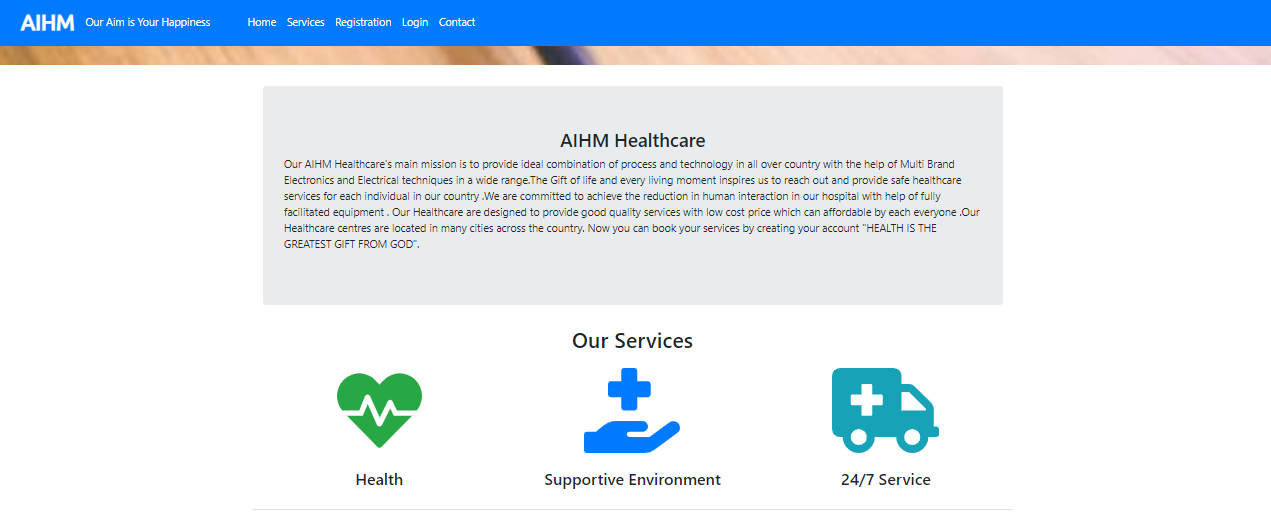 AIHM Our Aim is Your Happiness Home Services Registration Login Contact
AIHM Healthcare
Our AIHM Healthcare's main mission is to provide ideal combination of process and technology in all over country with the help of Multi Brand
Electronics and Electrical techniques in a wide range.The Gift of life and every living moment inspires us to reach out and provide safe healthcare
services for each individual in our country .We are committed to achieve the reduction in human interaction in our hospital with help of fully
facilitated equipment . Our Healthcare are designed to provide good quality services with low cost price which can affordable by each everyone .Our
Healthcare centres are located in many cities across the country. Now you can book your services by creating your account "HEALTH IS THE
GREATEST GIFT FROM GOD".
Our Services
Health Supportive Environment 24/7 Service